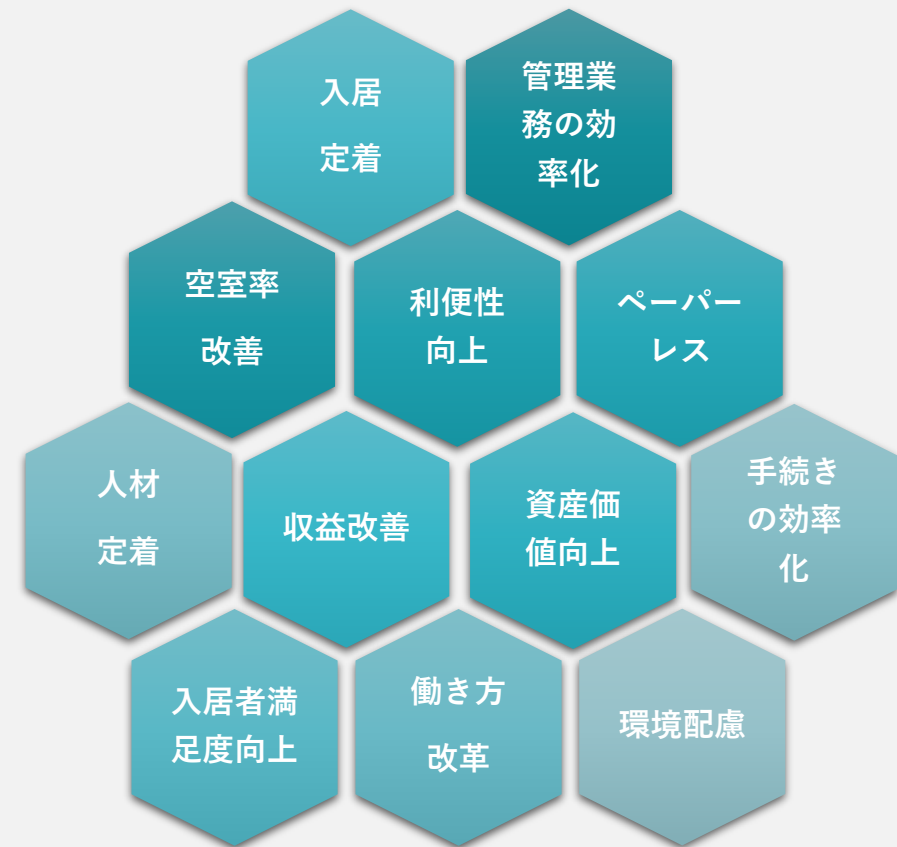 入居
定着
管理業
務の効
率化
空室率
改善
利便性
向上
ペーパー
レス
人材
定着
収益改善
資産価
値向上
手続き
の効率
化
入居者満
足度向上
働き方
改革
環境配慮